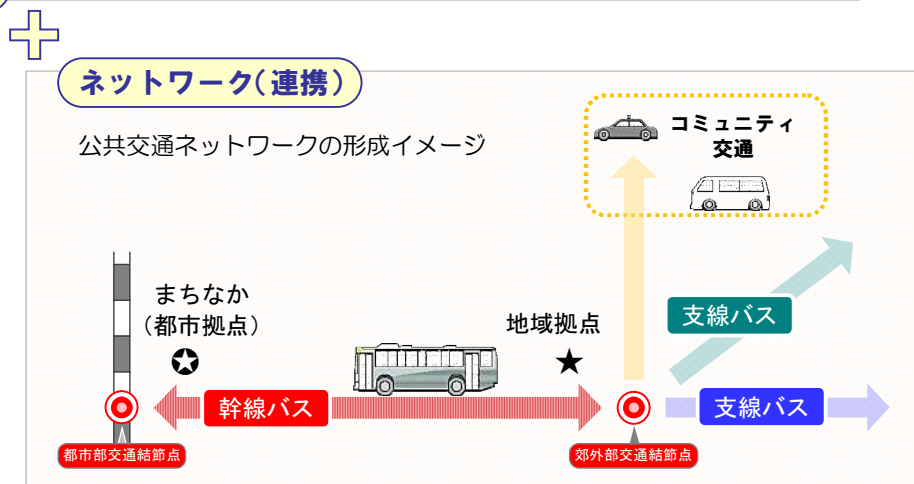 ネットワーク(連携)
公共交通ネットワークの形成イメージ
コミュニティ
交通
まちなか
(都市拠点)
地域拠点
支線バス
幹線バス
支線バス
都市部交通結節点
郊外部交通結節点